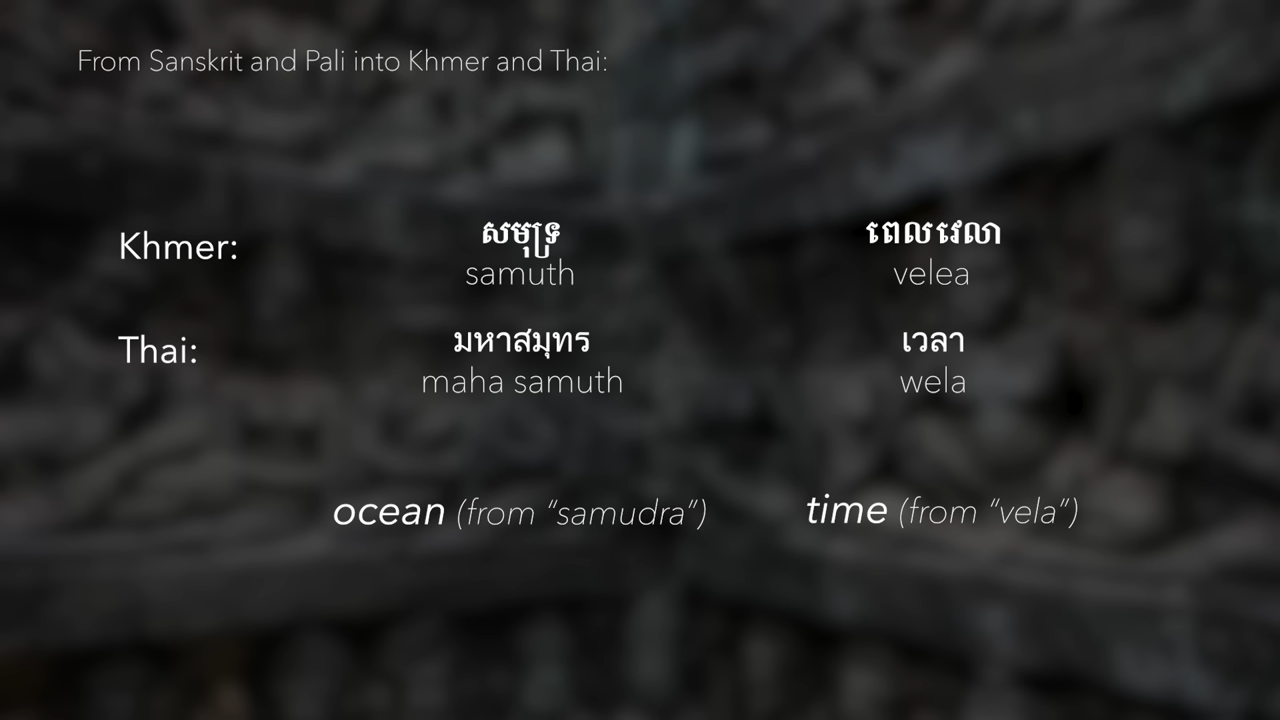 From Sanskrit and Pali into Khmer and Thai:
Khmer:
សមុទ្រ
samuth
ពេលវេលា
velea
Thai:
มหาสมุทร
maha samuth
เวลา
wela
ocean (from “samudra”)
time (from “vela”)